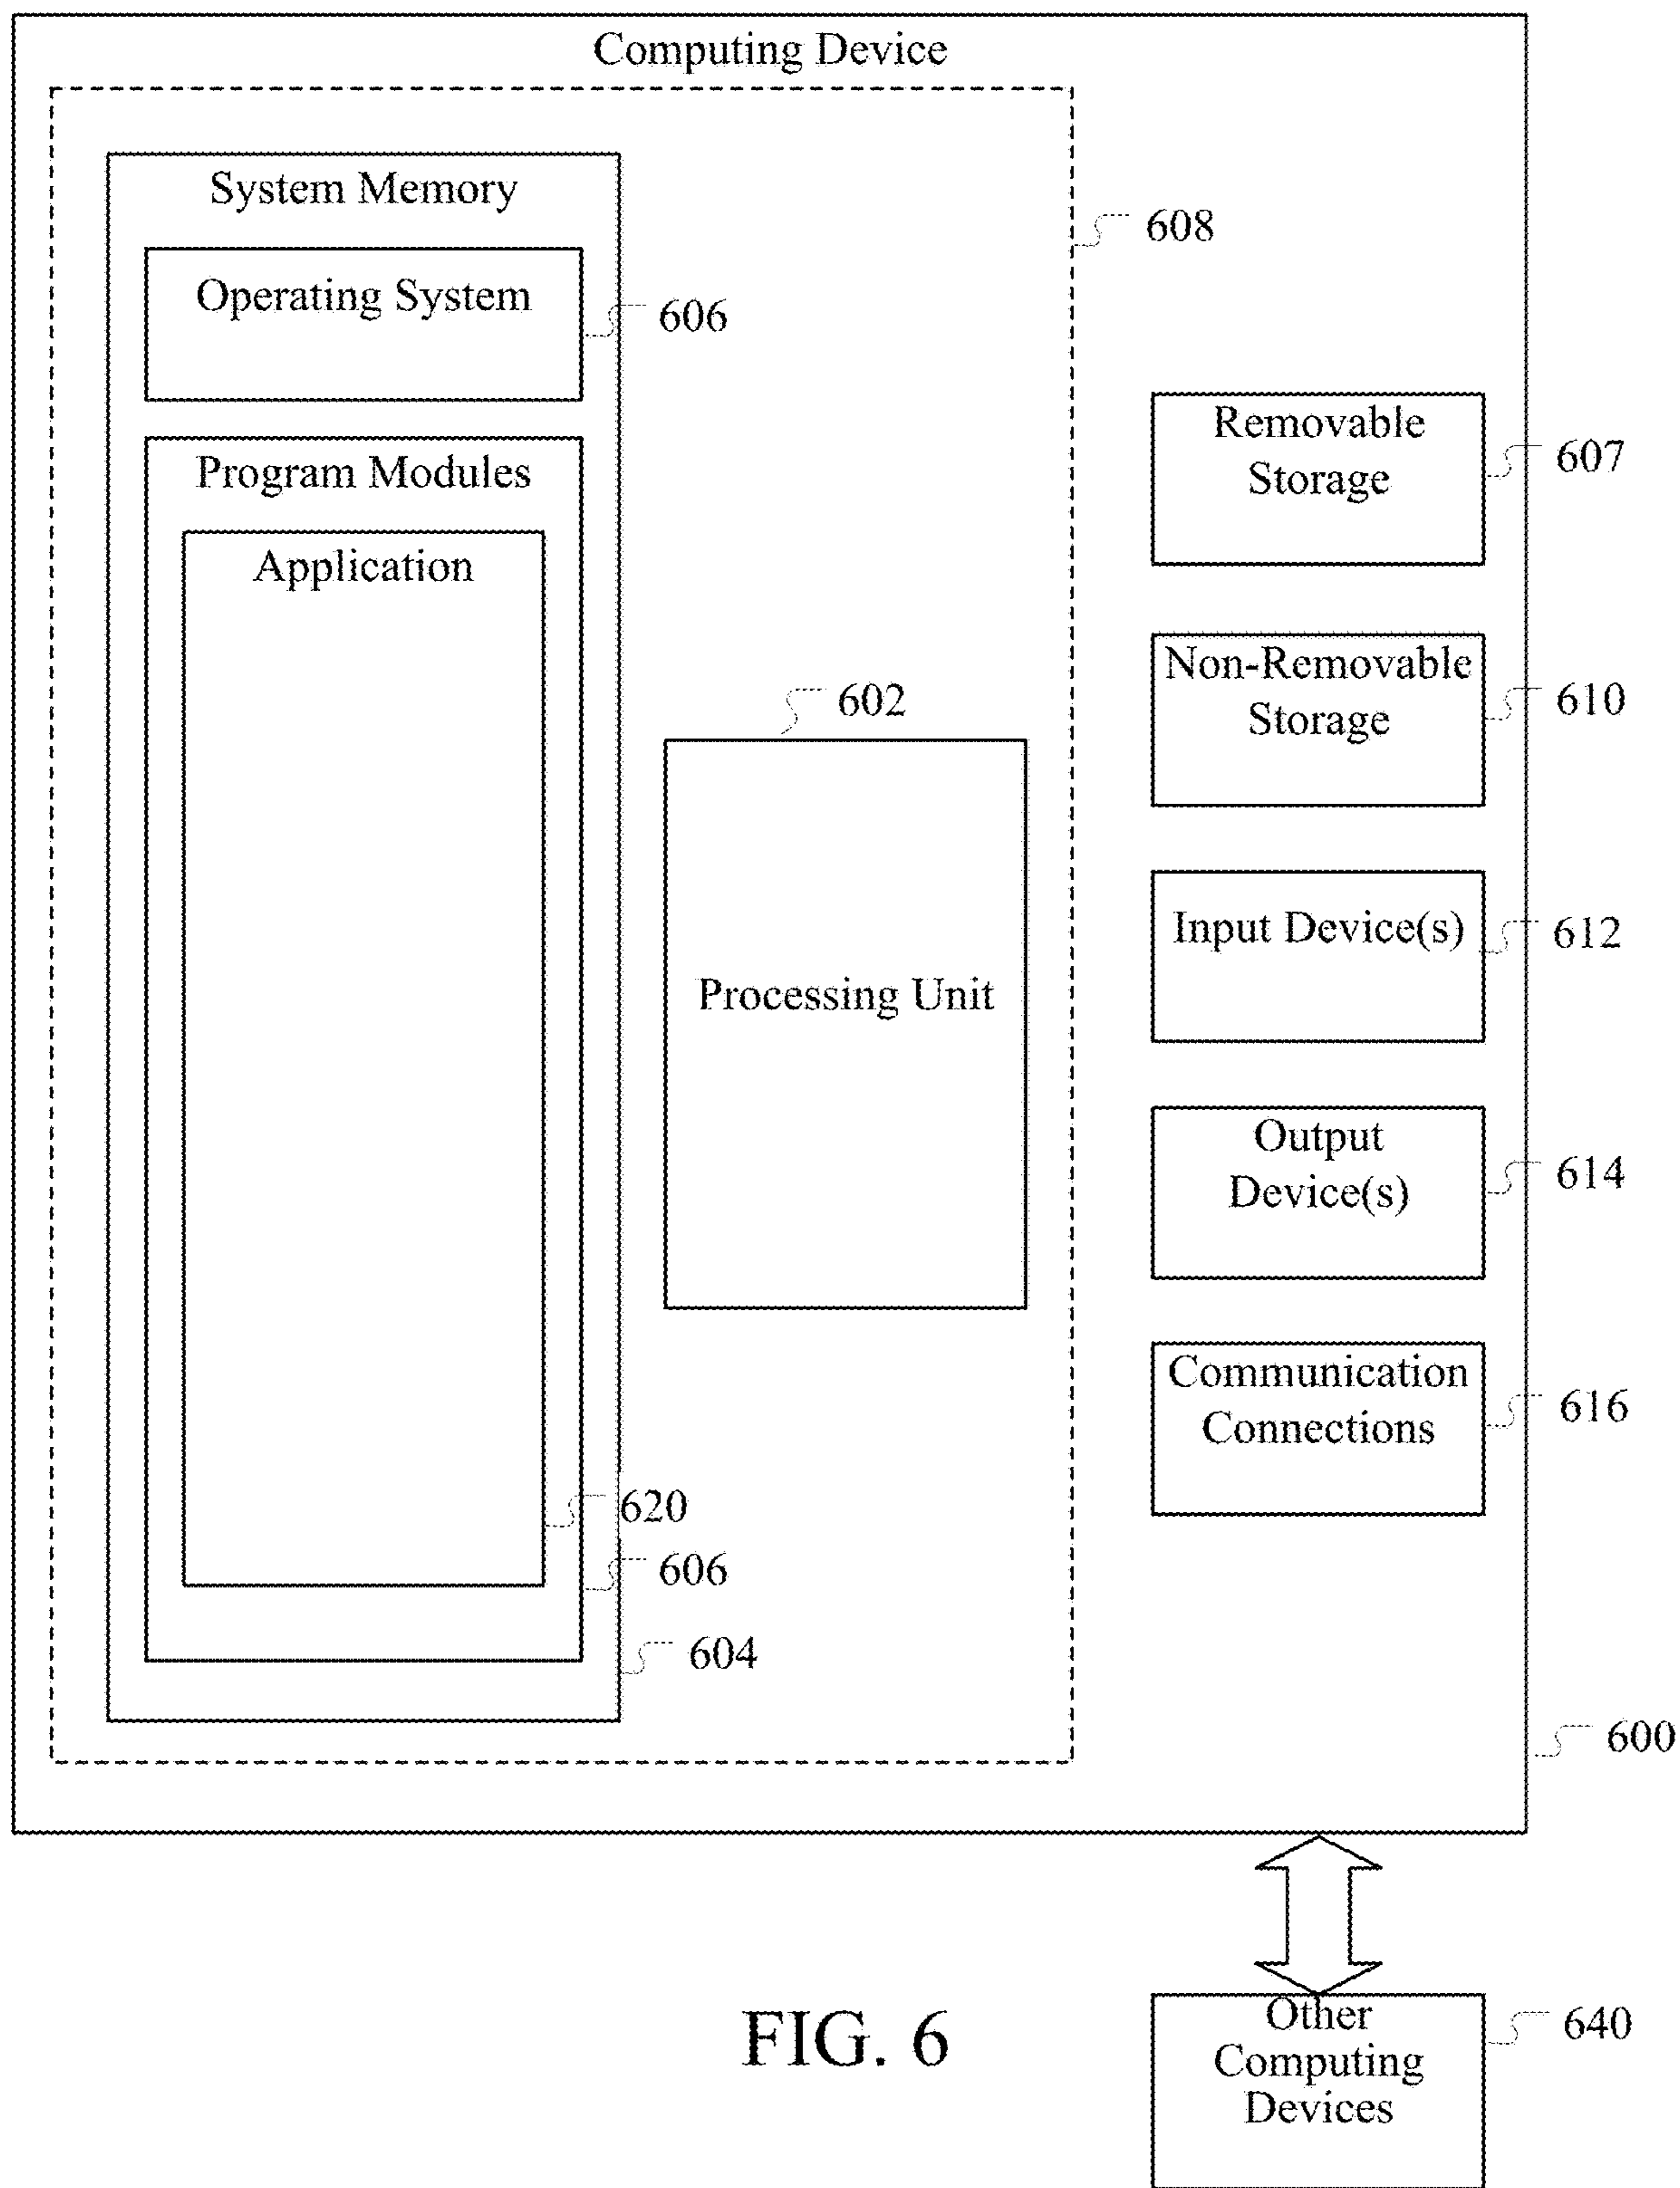 Computing Device
System Memory
608
Operating System
606
Program Modules
Application
Removable
Storage
607
Non-Removable
Storage
610
602
Processing Unit
Input Device(s)
612
Output
Device(s)
614
Communication
Connections
616
620
606
604
600
FIG. 6
Other
Computing
Devices
640